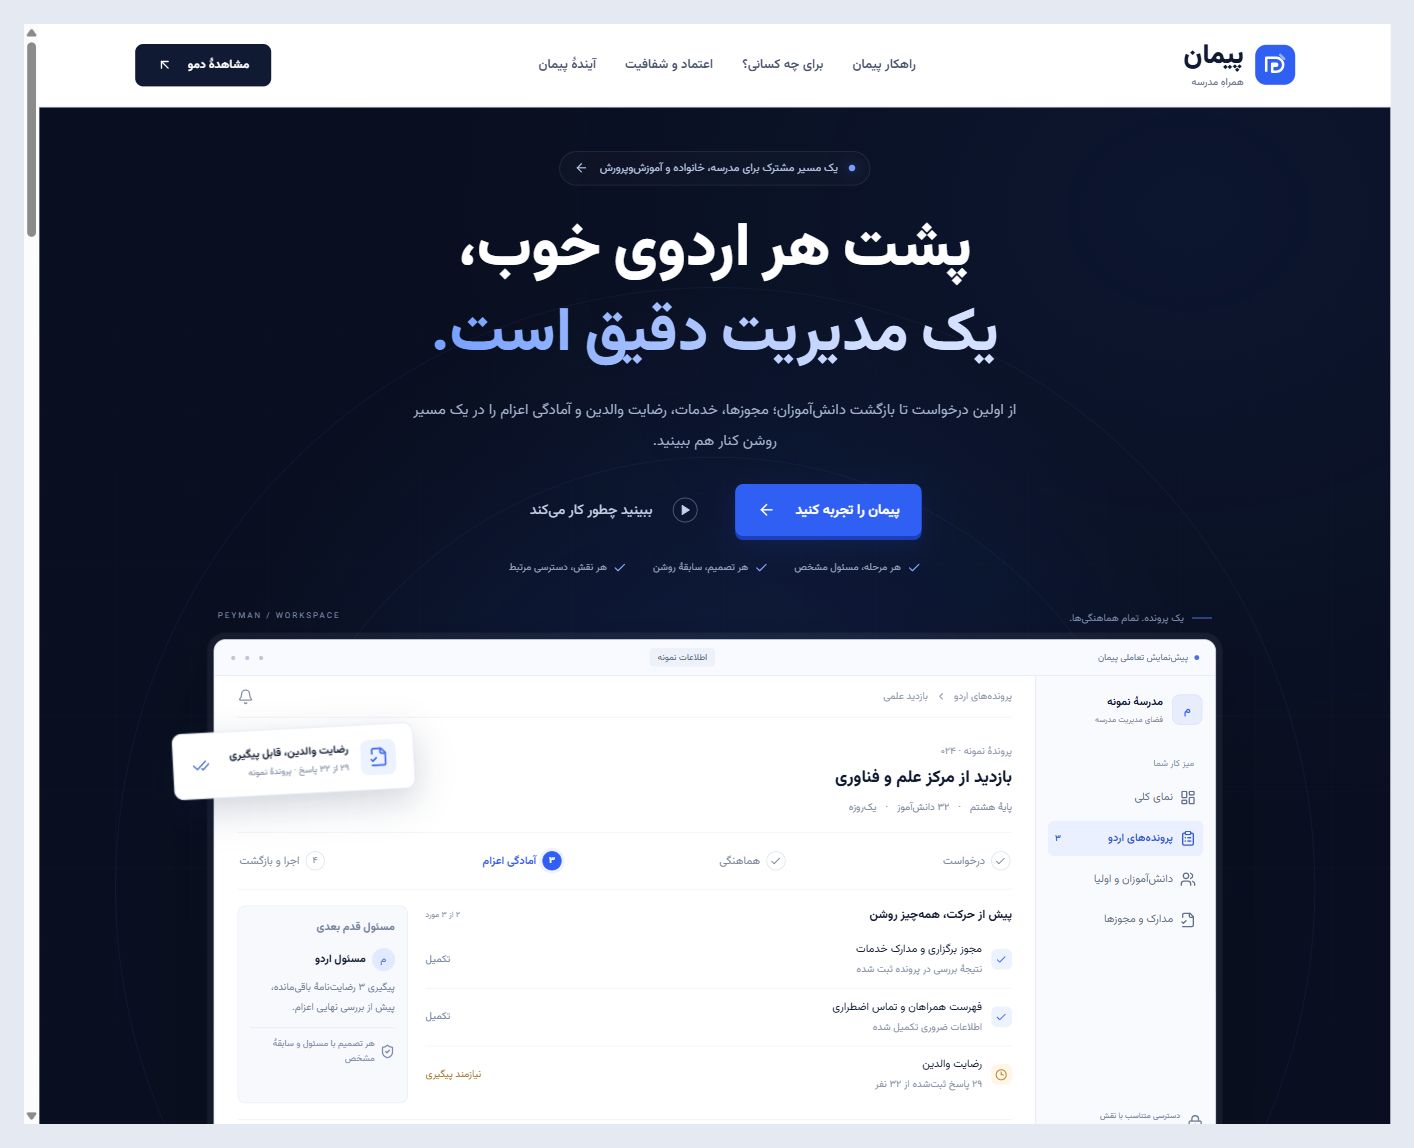 پیمان
همراه مدرسه
راهکار پیمان
برای چه کسانی؟
اعتماد و شفافیت
آیندهٔ پیمان
مشاهدهٔ دمو
یک مسیر مشترک برای مدرسه، خانواده و آموزش‌وپرورش
پشت هر اردوی خوب،
یک مدیریت دقیق است.
از اولین درخواست تا بازگشت دانش‌آموزان؛ مجوزها، خدمات، رضایت والدین و آمادگی اعزام را در یک مسیر
روشن کنار هم ببینید.
پیمان را تجربه کنید
ببینید چطور کار می‌کند
هر مرحله، مسئول مشخص
هر تصمیم، سابقهٔ روشن
هر نقش، دسترسی مرتبط
یک پرونده. تمام هماهنگی‌ها.
PEYMAN / WORKSPACE
پیش‌نمایش تعاملی پیمان
اطلاعات نمونه
م
مدرسهٔ نمونه
فضای مدیریت مدرسه
میز کار شما
نمای کلی
پرونده‌های اردو ۳
دانش‌آموزان و اولیا
مدارک و مجوزها
دسترسی متناسب با نقش
پرونده‌های اردو
بازدید علمی
پروندهٔ نمونه · ۰۲۴
بازدید از مرکز علم و فناوری
پایهٔ هشتم · ۳۲ دانش‌آموز · یک‌روزه
رضایت والدین، قابل پیگیری
۲۹ از ۳۲ پاسخ · پروندهٔ نمونه
درخواست
هماهنگی
۳ آمادگی اعزام
۴ اجرا و بازگشت
پیش از حرکت، همه‌چیز روشن
۲ از ۳ مورد
مجوز برگزاری و مدارک خدمات
نتیجهٔ بررسی در پرونده ثبت شده
تکمیل
فهرست همراهان و تماس اضطراری
اطلاعات ضروری تکمیل شده
تکمیل
رضایت والدین
۲۹ پاسخ ثبت‌شده از ۳۲ نفر
نیازمند پیگیری
مسئول قدم بعدی
م
مسئول اردو
پیگیری ۳ رضایت‌نامهٔ باقی‌مانده،
پیش از بررسی نهایی اعزام.
هر تصمیم با مسئول و سابقهٔ
مشخص